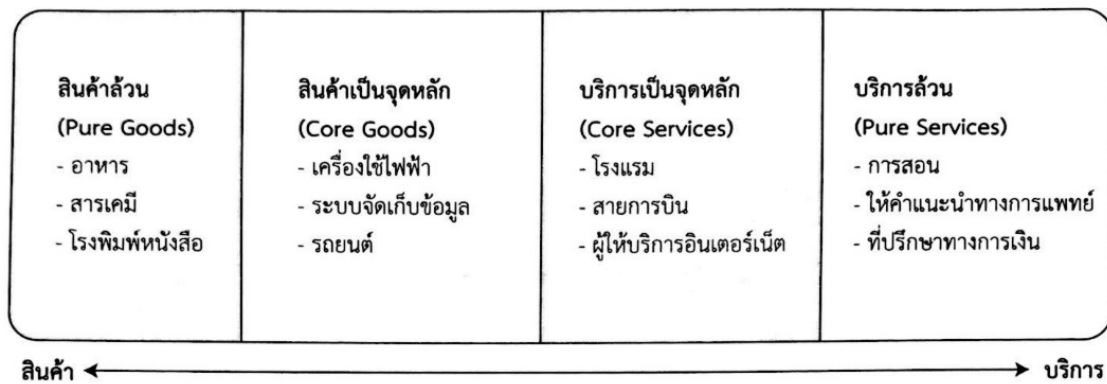 สินค้าล้วน
(Pure Goods)
- อาหาร
- สารเคมี
- โรงพิมพ์หนังสือ
สินค้าเป็นจุดหลัก
(Core Goods)
- เครื่องใช้ไฟฟ้า
- ระบบจัดเก็บข้อมูล
- รถยนต์
บริการเป็นจุดหลัก
(Core Services)
- โรงแรม
- สายการบิน
- ผู้ให้บริการอินเตอร์เน็ต
บริการล้วน
(Pure Services)
- การสอน
- ให้คำแนะนำทางการแพทย์
- ที่ปรึกษาทางการเงิน
สินค้า
บริการ